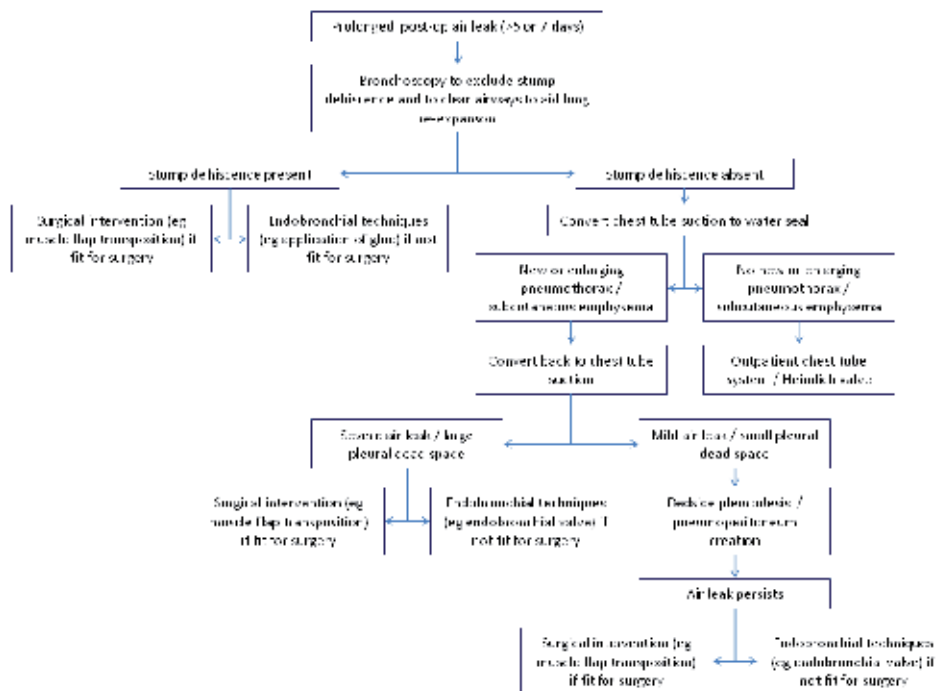 Prolonged post-op air leak (>5 or 7 days)
Bronchoscopy to exclude stump
dehiscence and to clear airways to aid lung
re-expansion
Stump dehiscence present
Stump dehiscence absent
Surgical intervention (eg
muscle flap transposition) if
fit for surgery
Endobronchial techniques
(eg application of glue) if not
fit for surgery
Convert chest tube suction to water seal
New or enlarging
pneumothorax /
subcutaneous emphysema
No new or enlarging
pneumothorax /
subcutaneous emphysema
Convert back to chest tube
suction
Outpatient chest tube
system / Heimlich valve
Severe air leak / large
pleural dead space
Mild air leak / small pleural
dead space
Surgical intervention (eg
muscle flap transposition)
if fit for surgery
Endobronchial techniques
(eg endobronchial valve) if
not fit for surgery
Bedside pleurodesis /
pneumoperitoneum
creation
Air leak persists
Surgical intervention (eg
muscle flap transposition)
if fit for surgery
Endobronchial techniques
(eg endobronchial valve) if
not fit for surgery